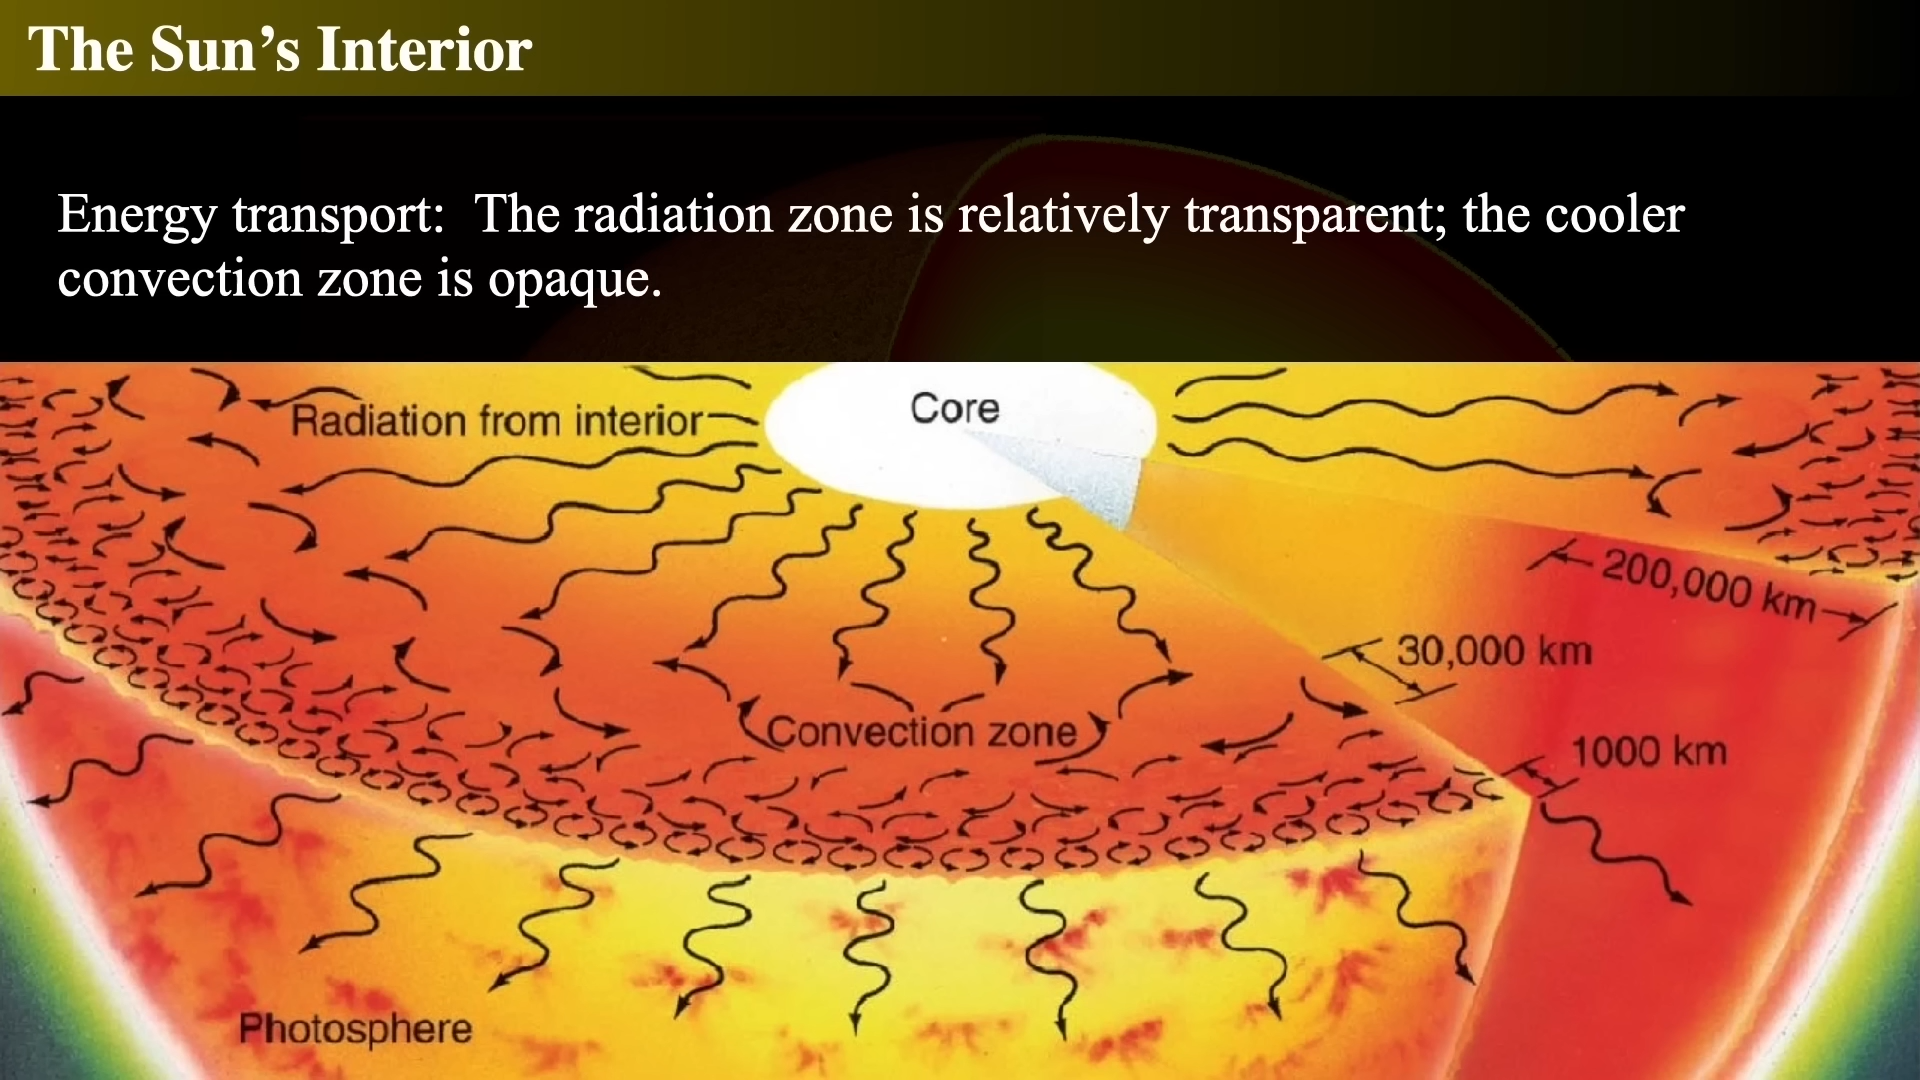 The Sun’s Interior
Energy transport:  The radiation zone is relatively transparent; the cooler
convection zone is opaque.
Core
Radiation from interior
200,000 km
30,000 km
Convection zone
1000 km
Photosphere